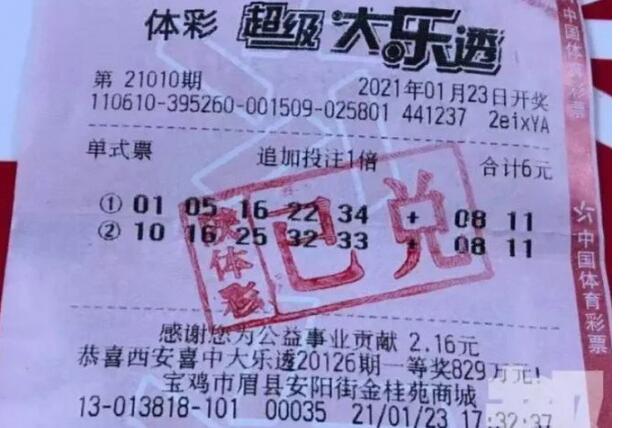 体彩 超级大乐透
第 21010期 2021年01月23日开奖
110610-395260-001509-025801 441237 2eixYA
单式票 追加投注1倍 合计6元
① 01 05 16 22 34 + 08 11
② 10 16 25 32 33 + 08 11
陕体彩 已兑
感谢您为公益事业贡献 2.16元
恭喜西安喜中大乐透20126期一等奖829万元!
宝鸡市眉县安阳街金桂苑商城
13-013818-101 00035 21/01/23 17:32:37
中国体育彩票
中国体育彩票